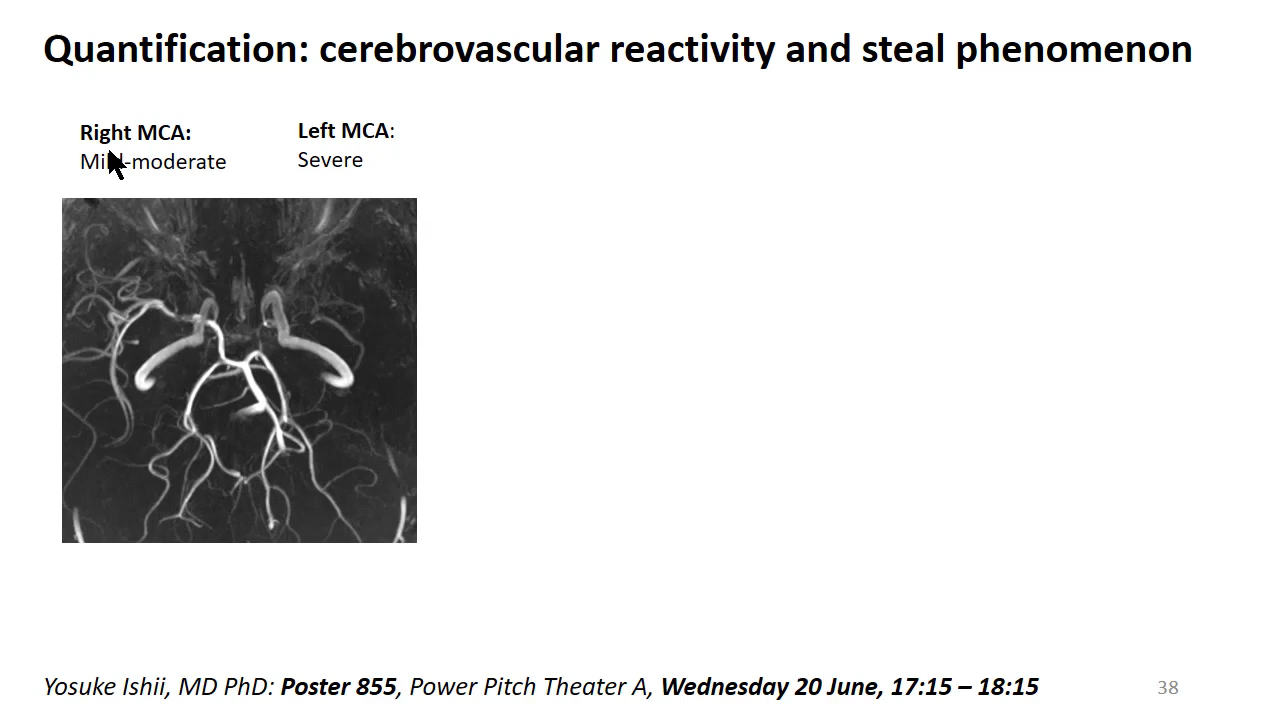 Quantification: cerebrovascular reactivity and steal phenomenon
Right MCA:
Mild-moderate
Left MCA:
Severe
Yosuke Ishii, MD PhD: Poster 855, Power Pitch Theater A, Wednesday 20 June, 17:15 – 18:15
38